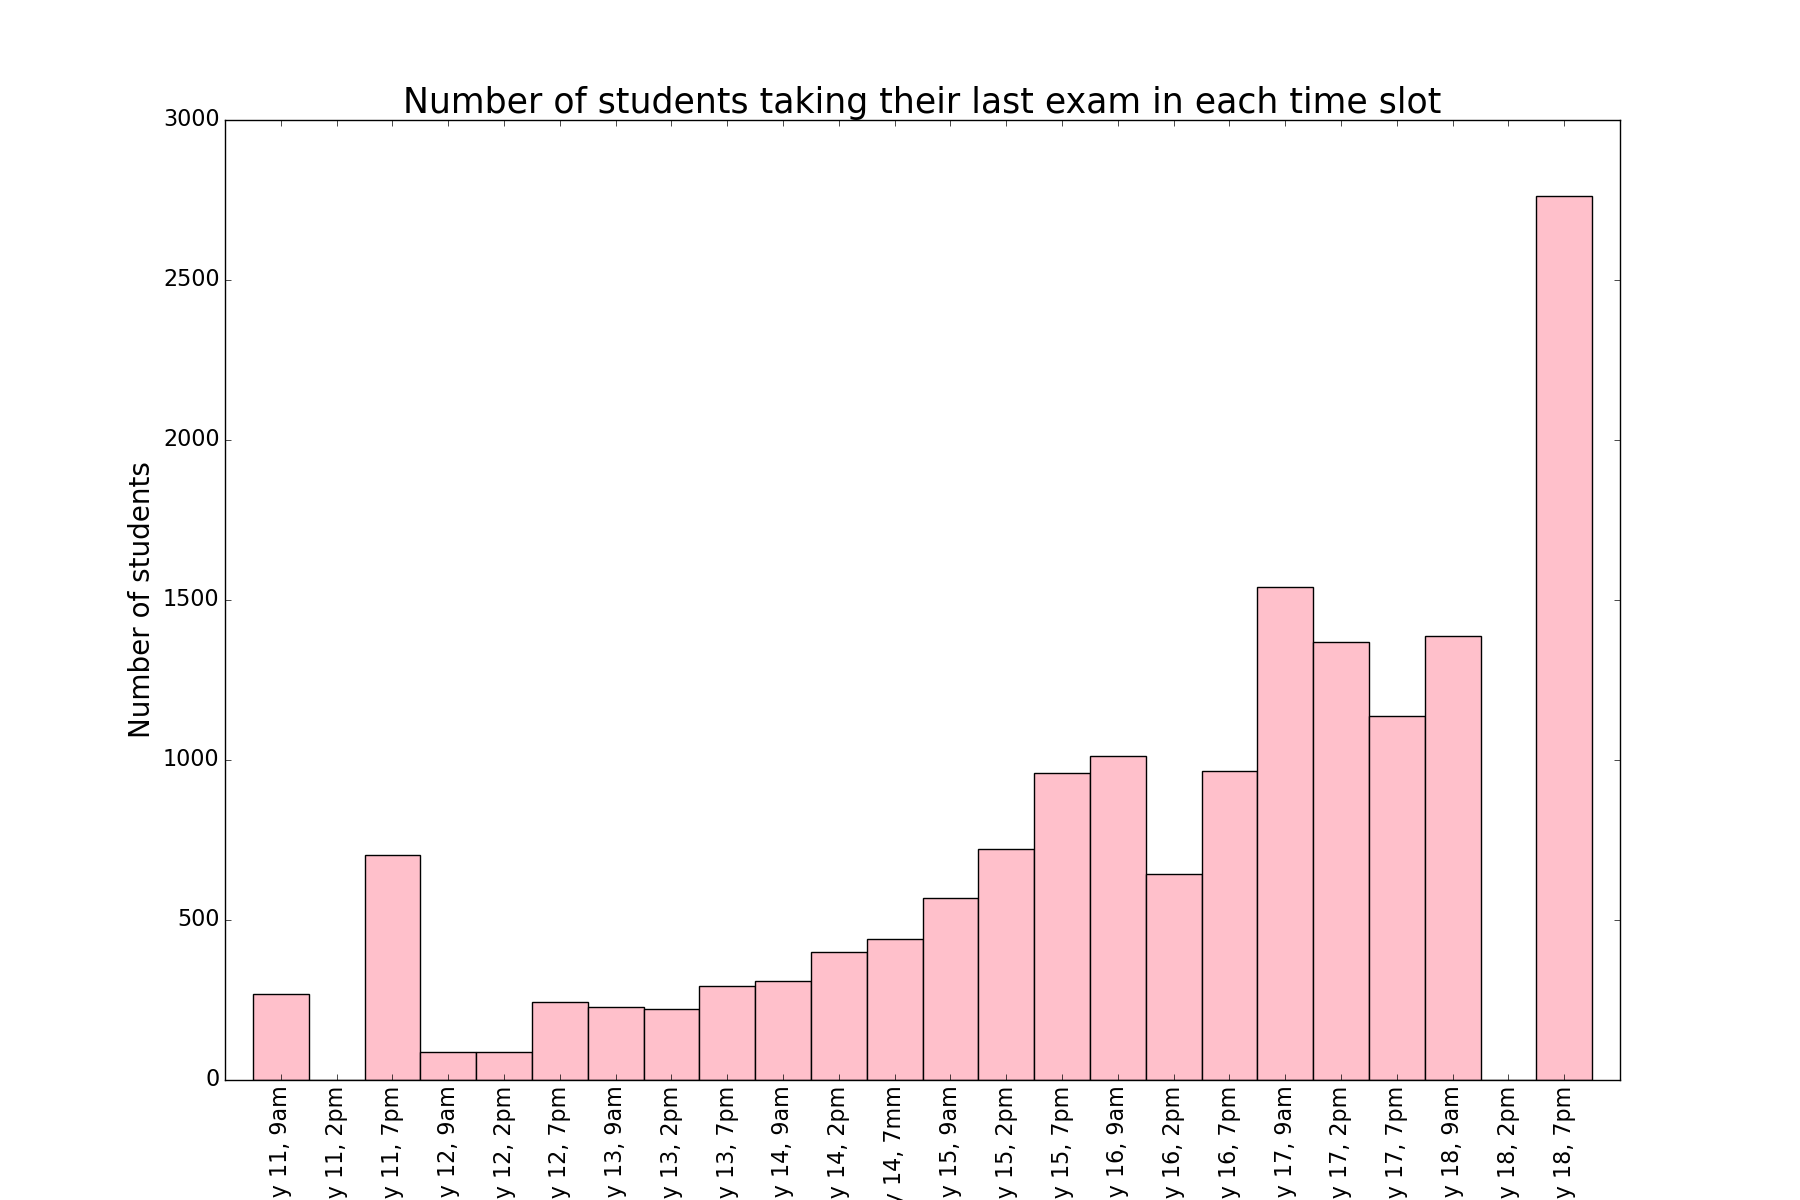 Number of students taking their last exam in each time slot
3000
2500
2000
1500
1000
500
0
Number of students
y 11, 9am
y 11, 2pm
y 11, 7pm
y 12, 9am
y 12, 2pm
y 12, 7pm
y 13, 9am
y 13, 2pm
y 13, 7pm
y 14, 9am
y 14, 2pm
y 14, 7mm
y 15, 9am
y 15, 2pm
y 15, 7pm
y 16, 9am
y 16, 2pm
y 16, 7pm
y 17, 9am
y 17, 2pm
y 17, 7pm
y 18, 9am
y 18, 2pm
y 18, 7pm